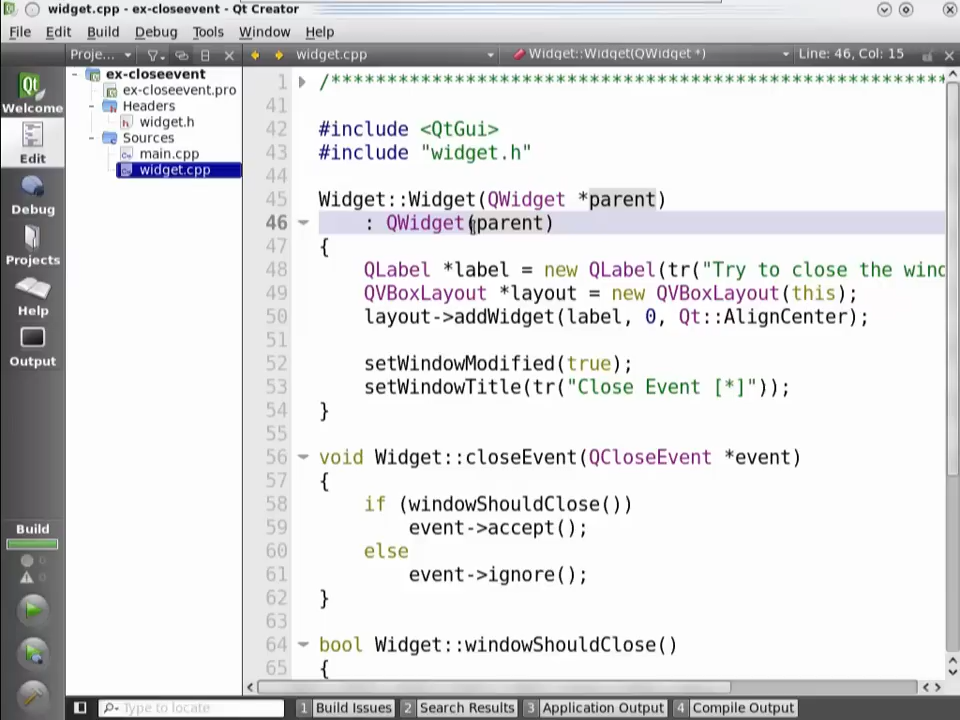 widget.cpp - ex-closeevent - Qt Creator
File Edit Build Debug Tools Window Help
Proje... widget.cpp Widget::Widget(QWidget *) Line: 46, Col: 15
Qt
Welcome
Edit
Debug
Projects
Help
Output
Build
0
0
ex-closeevent
ex-closeevent.pro
Headers
widget.h
Sources
main.cpp
widget.cpp
1 /*******************************************************
41
42 #include <QtGui>
43 #include "widget.h"
44
45 Widget::Widget(QWidget *parent)
46 : QWidget(parent)
47 {
48 QLabel *label = new QLabel(tr("Try to close the wind
49 QVBoxLayout *layout = new QVBoxLayout(this);
50 layout->addWidget(label, 0, Qt::AlignCenter);
51
52 setWindowModified(true);
53 setWindowTitle(tr("Close Event [*]"));
54 }
55
56 void Widget::closeEvent(QCloseEvent *event)
57 {
58 if (windowShouldClose())
59 event->accept();
60 else
61 event->ignore();
62 }
63
64 bool Widget::windowShouldClose()
65 {
Type to locate 1 Build Issues 2 Search Results 3 Application Output 4 Compile Output